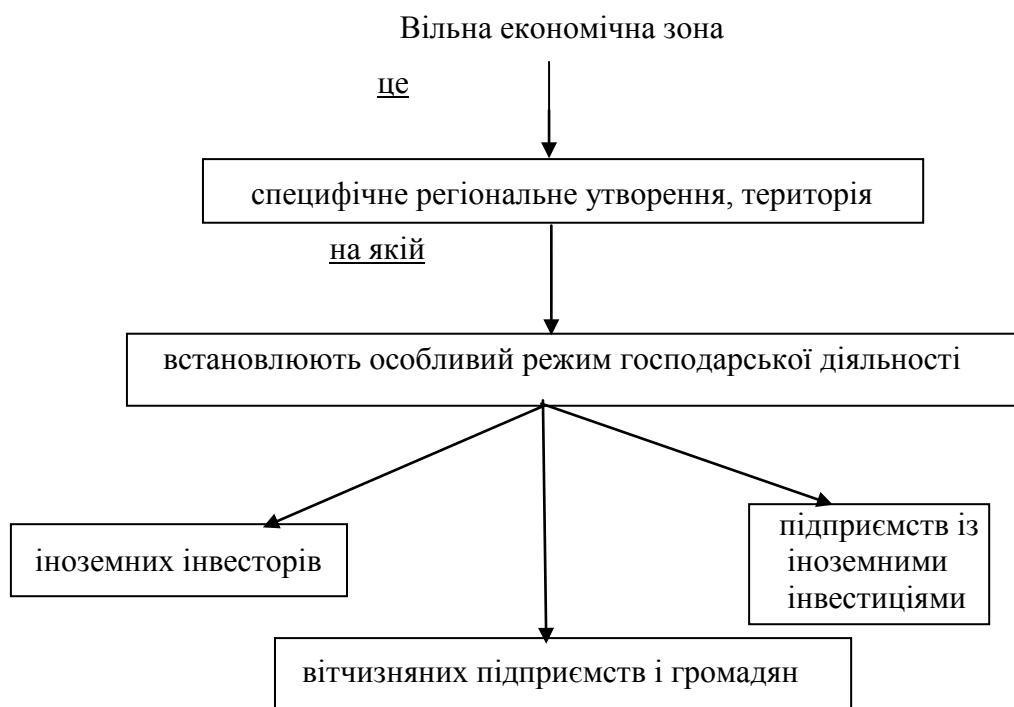 Вільна економічна зона
це
специфічне регіональне утворення, територія
на якій
встановлюють особливий режим господарської діяльності
іноземних інвесторів
підприємств із
іноземними
інвестиціями
вітчизняних підприємств і громадян